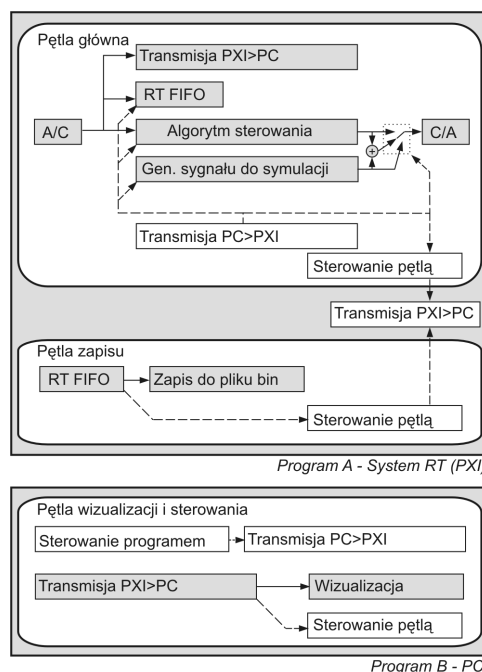 Pętla główna
Transmisja PXI>PC
RT FIFO
A/C
Algorytm sterowania
C/A
+
Gen. sygnału do symulacji
Transmisja PC>PXI
Sterowanie pętlą
Transmisja PXI>PC
Pętla zapisu
RT FIFO
Zapis do pliku bin
Sterowanie pętlą
Program A - System RT (PXI)
Pętla wizualizacji i sterowania
Sterowanie programem
Transmisja PC>PXI
Transmisja PXI>PC
Wizualizacja
Sterowanie pętlą
Program B - PC